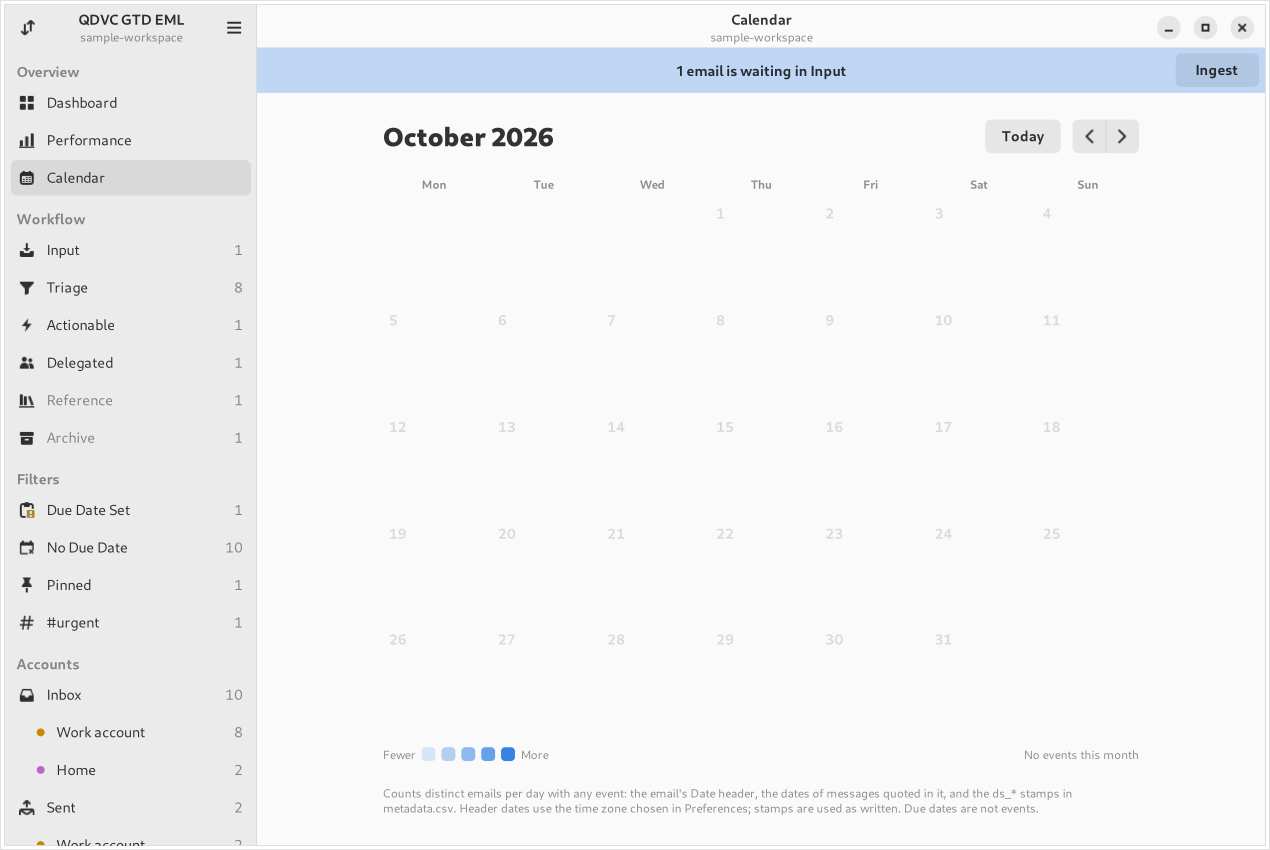 QDVC GTD EML
sample-workspace
Overview
Dashboard
Performance
Calendar
Workflow
Input 1
Triage 8
Actionable 1
Delegated 1
Reference 1
Archive 1
Filters
Due Date Set 1
No Due Date 10
Pinned 1
#urgent 1
Accounts
Inbox 10
Work account 8
Home 2
Sent 2
Work account 2
Calendar
sample-workspace
1 email is waiting in Input
Ingest
October 2026
Today
Mon Tue Wed Thu Fri Sat Sun
1 2 3 4
5 6 7 8 9 10 11
12 13 14 15 16 17 18
19 20 21 22 23 24 25
26 27 28 29 30 31
Fewer More
No events this month
Counts distinct emails per day with any event: the email's Date header, the dates of messages quoted in it, and the ds_* stamps in
metadata.csv. Header dates use the time zone chosen in Preferences; stamps are used as written. Due dates are not events.